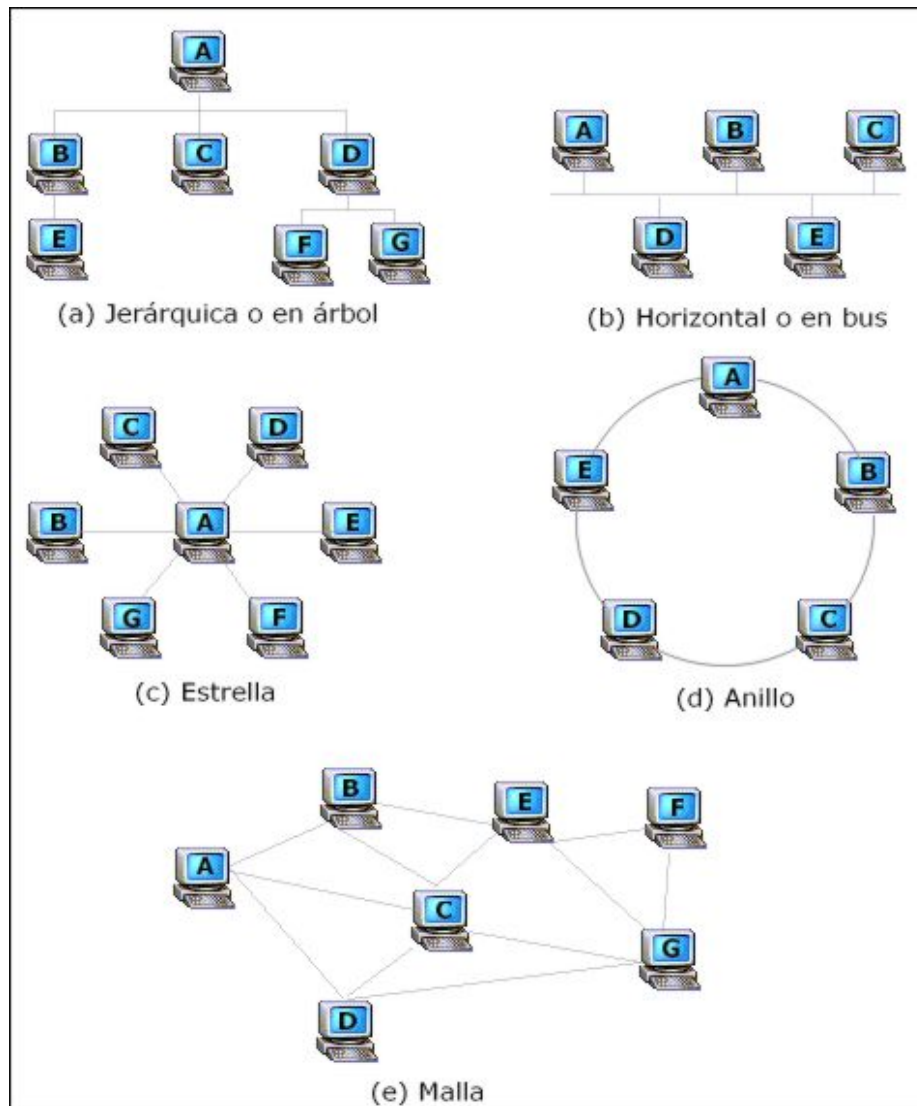 A
B C D
E F G
(a) Jerárquica o en árbol
A B C
D E
(b) Horizontal o en bus
C D
B A E
G F
(c) Estrella
A
E B
D C
(d) Anillo
B E F
A
C
G
D
(e) Malla